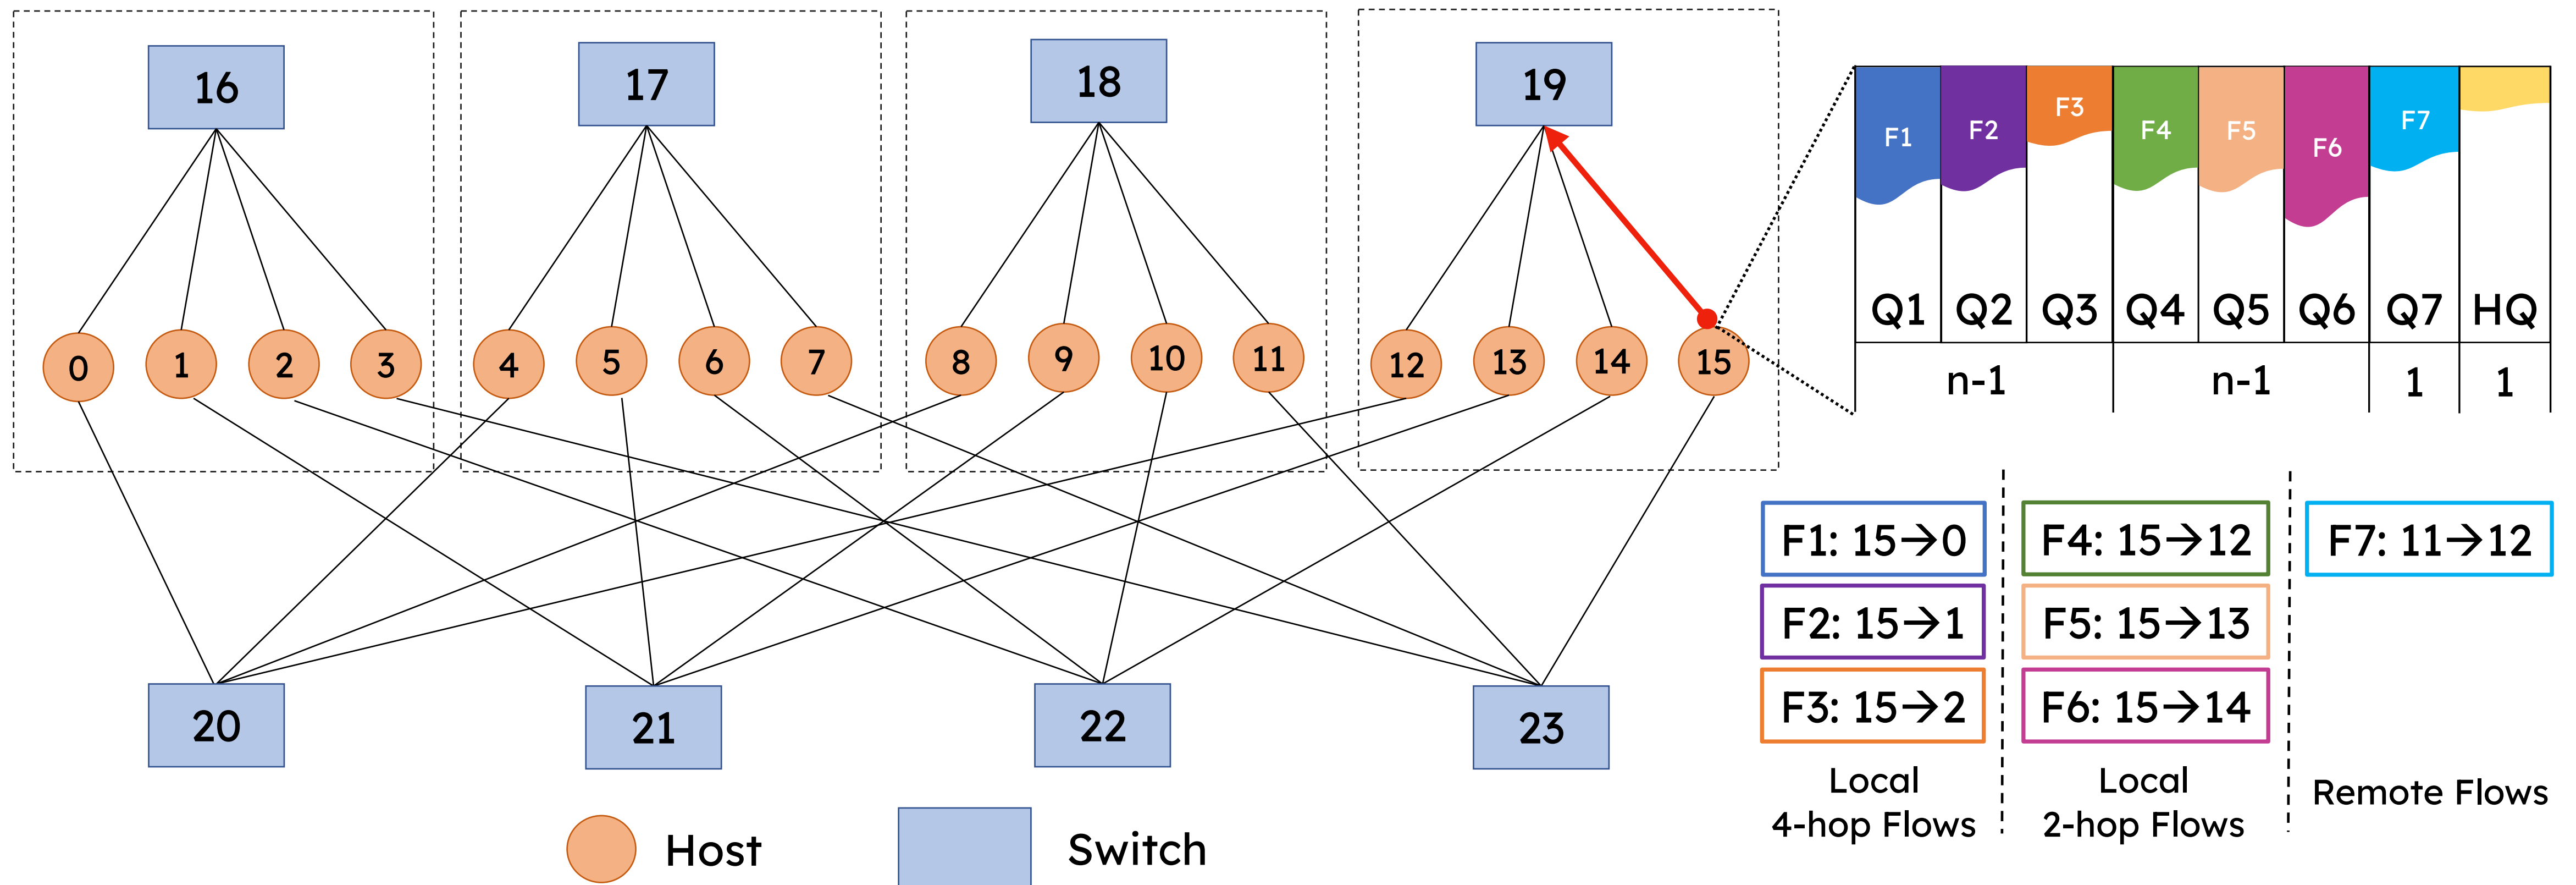 16 17 18 19
0 1 2 3 4 5 6 7 8 9 10 11 12 13 14 15
20 21 22 23
Host Switch
F1 F2 F3 F4 F5 F6 F7
Q1 Q2 Q3 Q4 Q5 Q6 Q7 HQ
n-1 n-1 1 1
F1: 15→0 F4: 15→12 F7: 11→12
F2: 15→1 F5: 15→13
F3: 15→2 F6: 15→14
Local
4-hop Flows
Local
2-hop Flows
Remote Flows